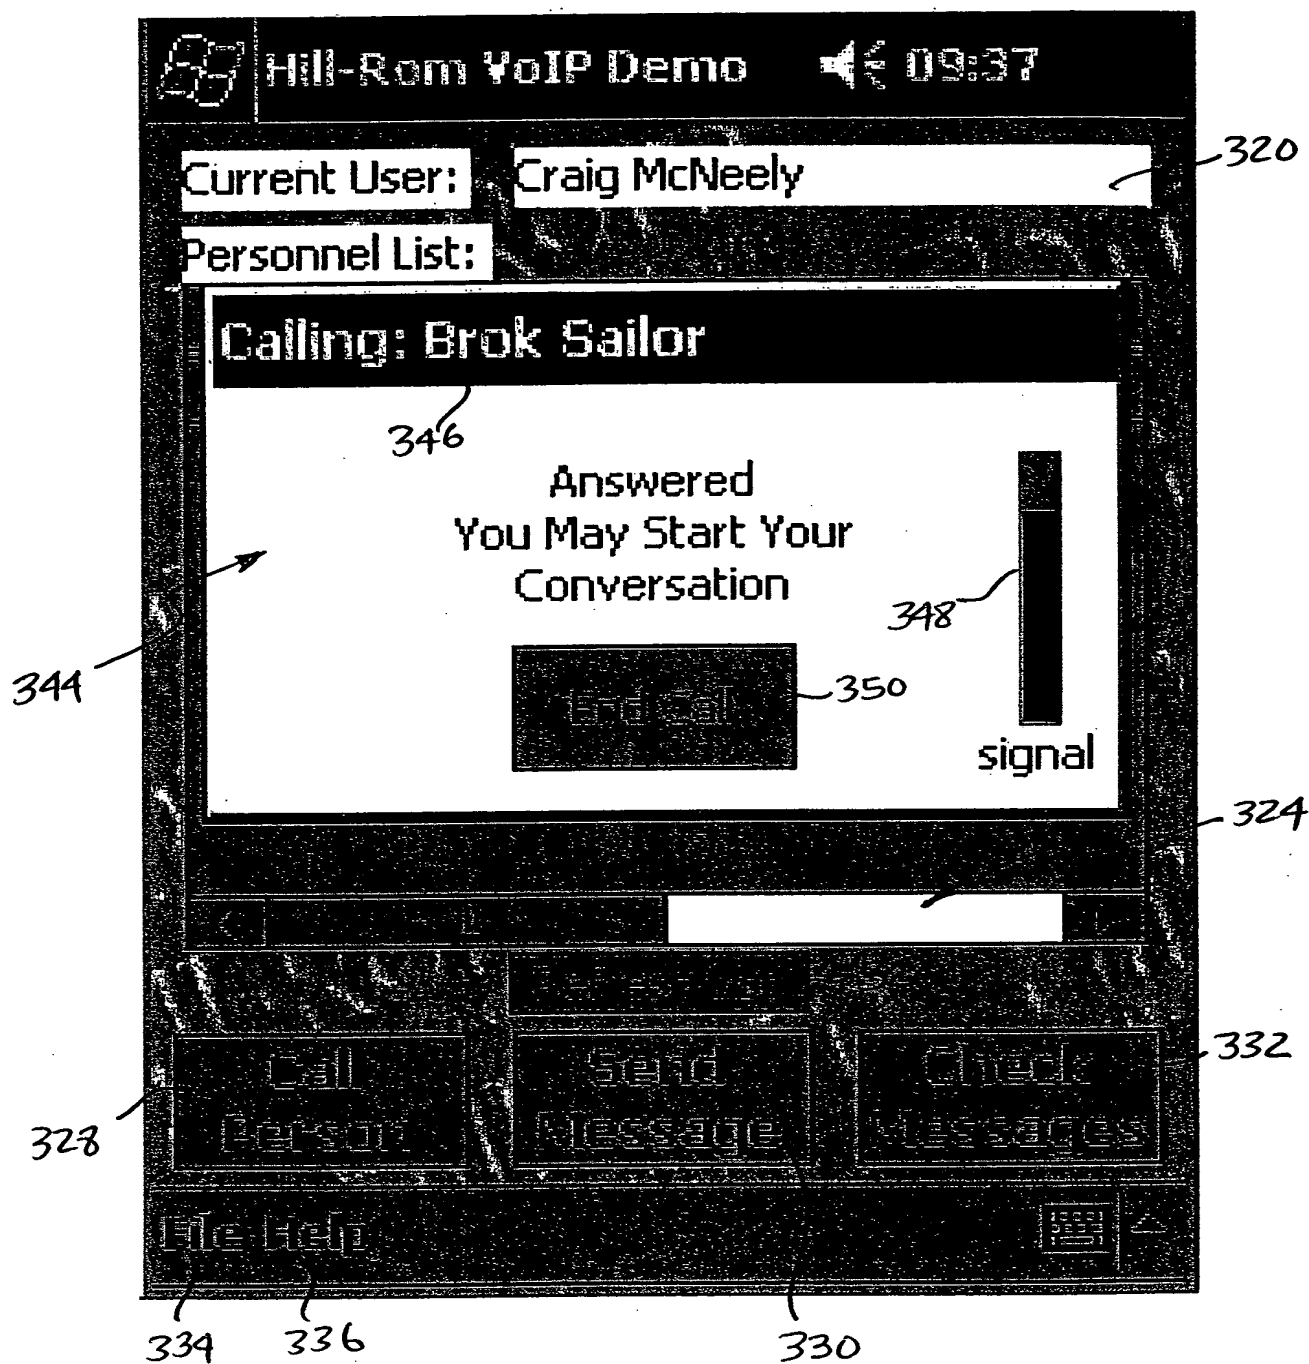 Hill-Rom VoIP Demo 09:37
Current User: Craig McNeely
320
Personnel List:
Calling: Brok Sailor
346
Answered
You May Start Your
Conversation
348
344
350
End Call
signal
324
Call Person
Send Message
Check Messages
332
328
File Help
334
336
330